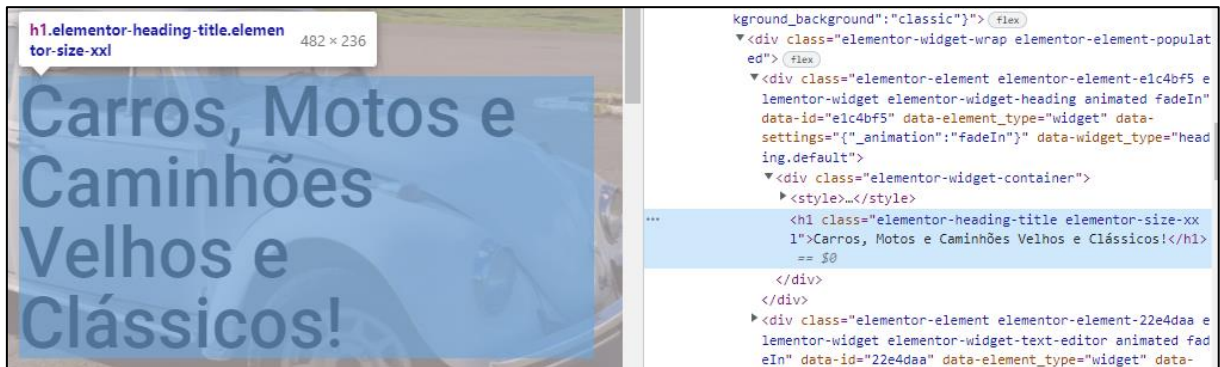 h1.elementor-heading-title.elemen
tor-size-xxl
482 × 236
Carros, Motos e
Caminhões
Velhos e
Clássicos!
kground_background":"classic"}"> flex
▼<div class="elementor-widget-wrap elementor-element-populat
ed"> flex
▼<div class="elementor-element elementor-element-e1c4bf5 e
lementor-widget elementor-widget-heading animated fadeIn"
data-id="e1c4bf5" data-element_type="widget" data-
settings="{"_animation":"fadeIn"}" data-widget_type="head
ing.default">
▼<div class="elementor-widget-container">
▶<style>…</style>
<h1 class="elementor-heading-title elementor-size-xx
l">Carros, Motos e Caminhões Velhos e Clássicos!</h1>
== $0
</div>
</div>
▶<div class="elementor-element elementor-element-22e4daa e
lementor-widget elementor-widget-text-editor animated fad
eIn" data-id="22e4daa" data-element_type="widget" data-